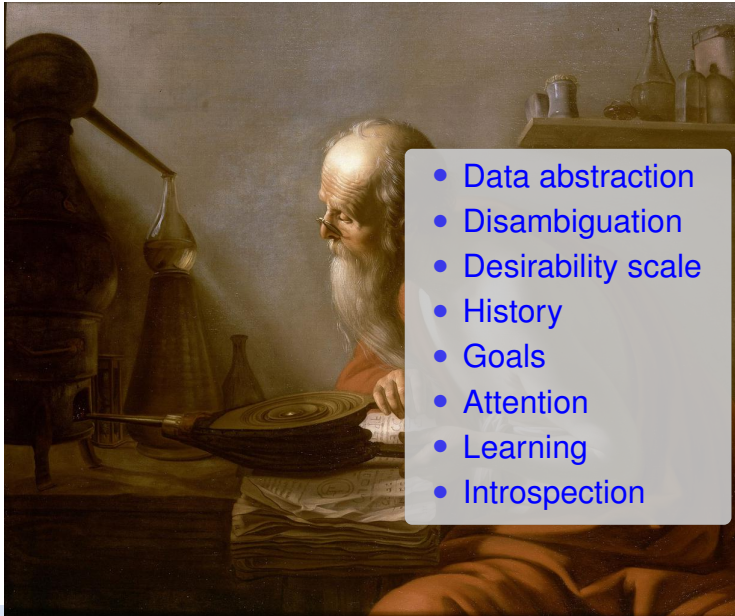 • Data abstraction
• Disambiguation
• Desirability scale
• History
• Goals
• Attention
• Learning
• Introspection